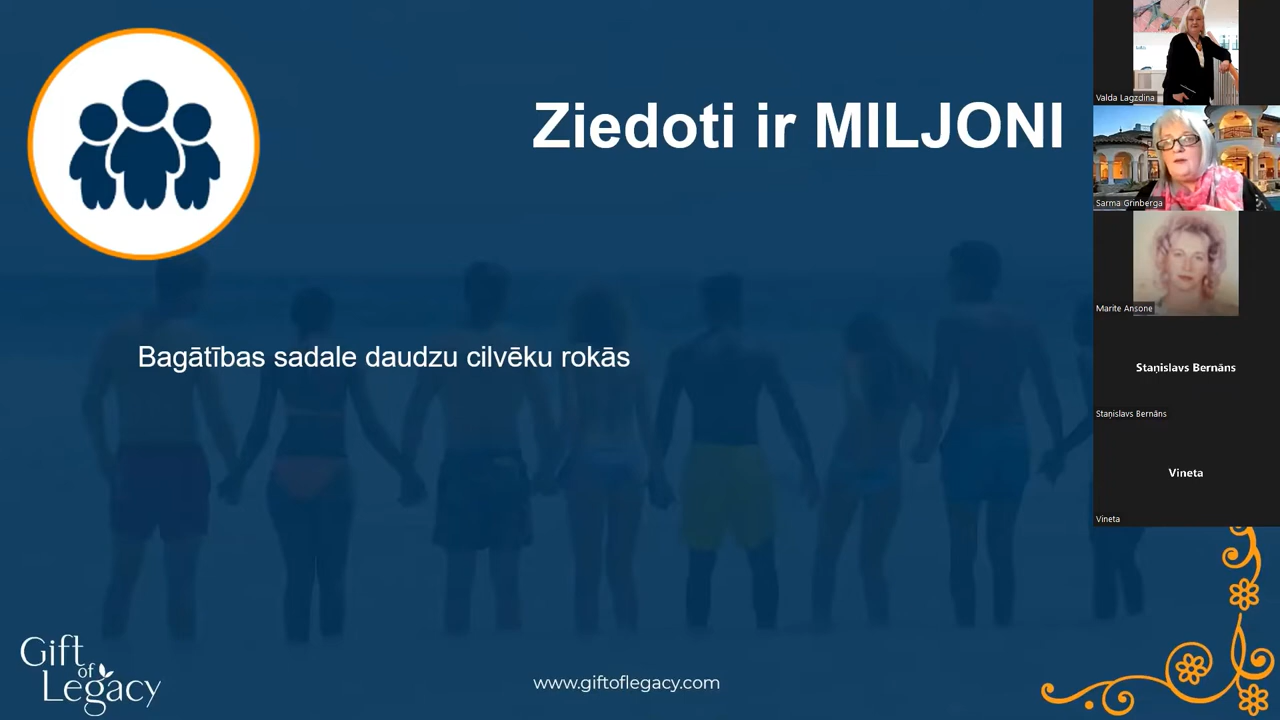 Ziedoti ir MILJONI
Bagātības sadale daudzu cilvēku rokās
Gift
of
Legacy
www.giftoflegacy.com
Valda Lagzdina
Sarma Grinberga
Marite Ansone
Staņislavs Bernāns
Staņislavs Bernāns
Vineta
Vineta